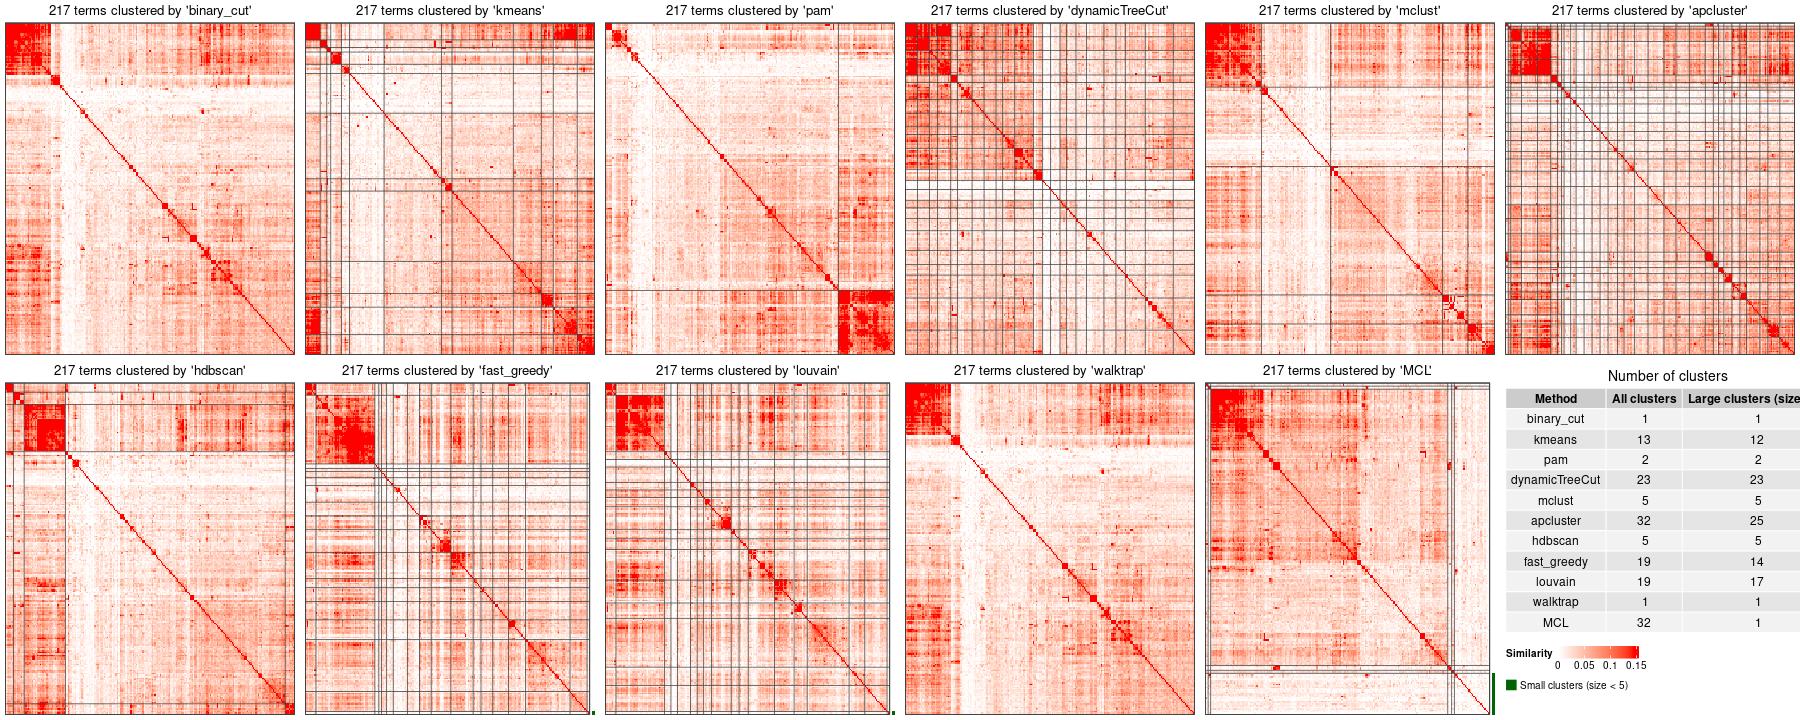 217 terms clustered by 'binary_cut'
217 terms clustered by 'kmeans'
217 terms clustered by 'pam'
217 terms clustered by 'dynamicTreeCut'
217 terms clustered by 'mclust'
217 terms clustered by 'apcluster'
217 terms clustered by 'hdbscan'
217 terms clustered by 'fast_greedy'
217 terms clustered by 'louvain'
217 terms clustered by 'walktrap'
217 terms clustered by 'MCL'
Number of clusters
Method All clusters Large clusters (size
binary_cut 1 1
kmeans 13 12
pam 2 2
dynamicTreeCut 23 23
mclust 5 5
apcluster 32 25
hdbscan 5 5
fast_greedy 19 14
louvain 19 17
walktrap 1 1
MCL 32 1
Similarity
0 0.05 0.1 0.15
Small clusters (size < 5)